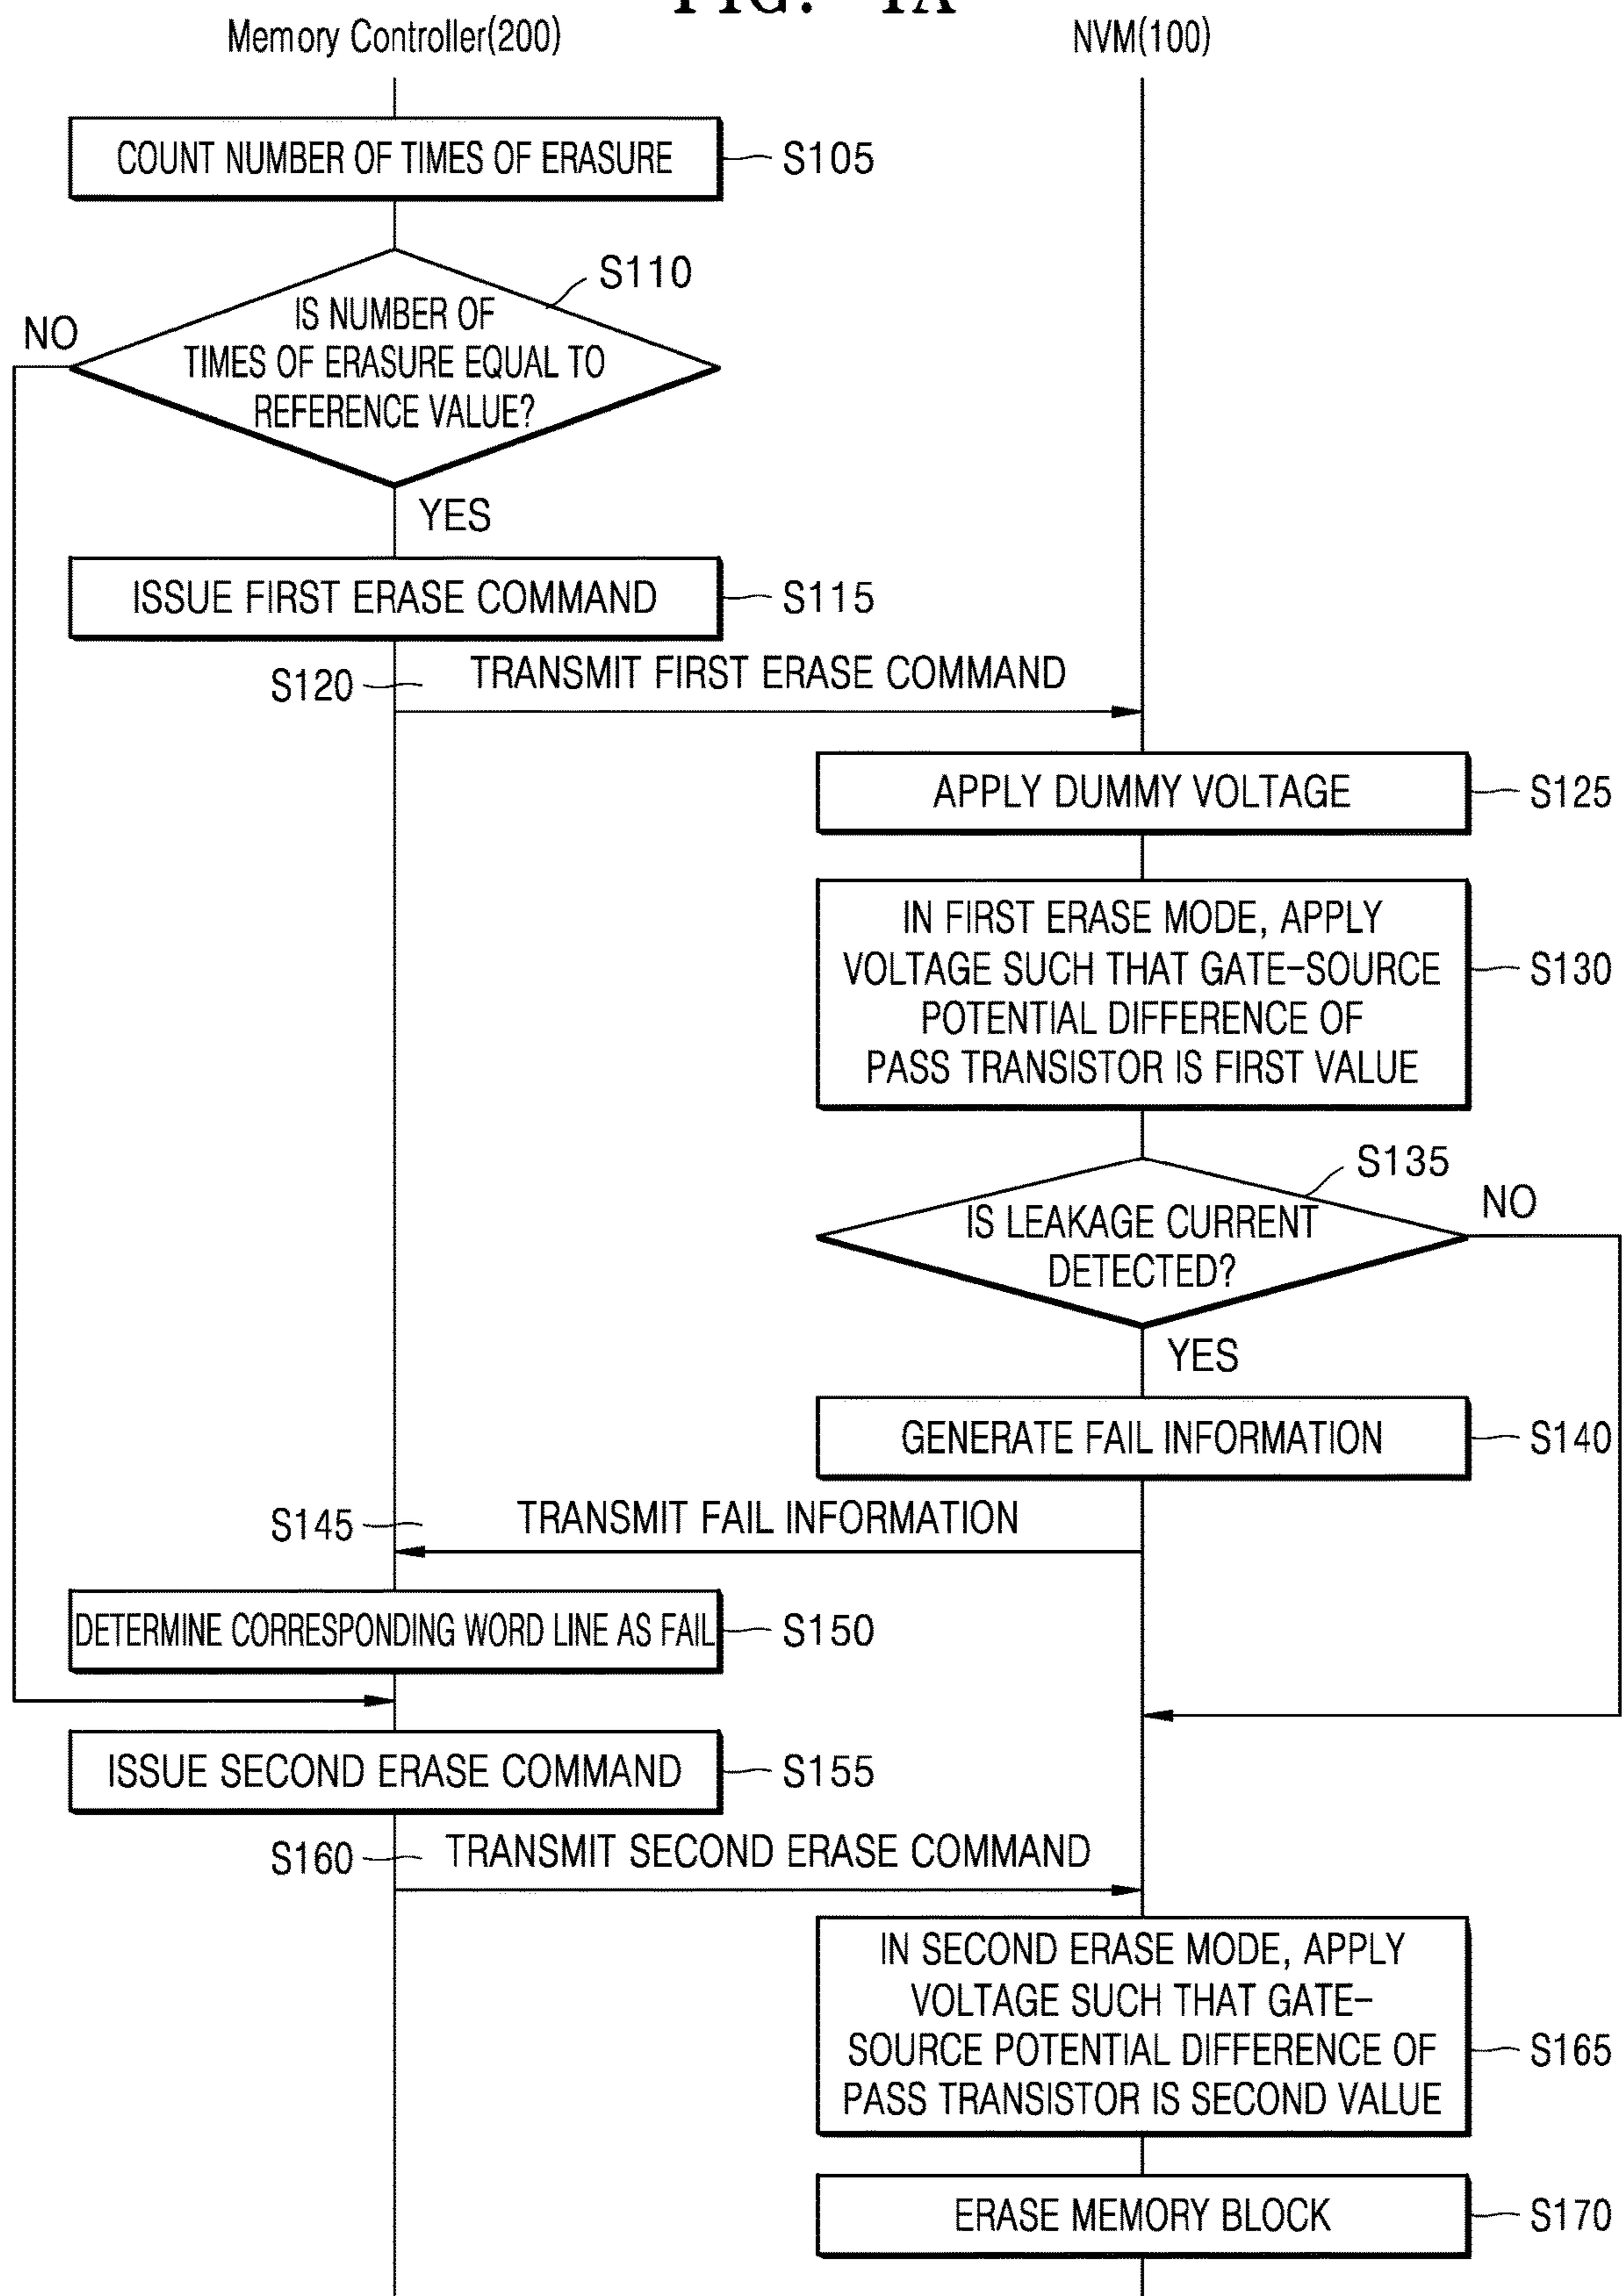 Memory Controller(200)
NVM(100)
COUNT NUMBER OF TIMES OF ERASURE
S105
S110
IS NUMBER OF
TIMES OF ERASURE EQUAL TO
REFERENCE VALUE?
NO
YES
ISSUE FIRST ERASE COMMAND
S115
S120
TRANSMIT FIRST ERASE COMMAND
APPLY DUMMY VOLTAGE
S125
IN FIRST ERASE MODE, APPLY
VOLTAGE SUCH THAT GATE-SOURCE
POTENTIAL DIFFERENCE OF
PASS TRANSISTOR IS FIRST VALUE
S130
S135
IS LEAKAGE CURRENT
DETECTED?
NO
YES
GENERATE FAIL INFORMATION
S140
S145
TRANSMIT FAIL INFORMATION
DETERMINE CORRESPONDING WORD LINE AS FAIL
S150
ISSUE SECOND ERASE COMMAND
S155
S160
TRANSMIT SECOND ERASE COMMAND
IN SECOND ERASE MODE, APPLY
VOLTAGE SUCH THAT GATE-
SOURCE POTENTIAL DIFFERENCE OF
PASS TRANSISTOR IS SECOND VALUE
S165
ERASE MEMORY BLOCK
S170